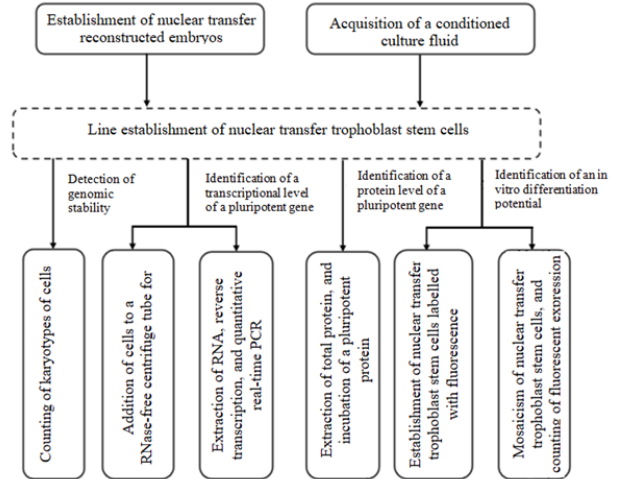 Establishment of nuclear transfer
reconstructed embryos
Acquisition of a conditioned
culture fluid
Line establishment of nuclear transfer trophoblast stem cells
Detection of
genomic
stability
Identification of a
transcriptional level
of a pluripotent gene
Identification of a
protein level of a
pluripotent gene
Identification of an in
vitro differentiation
potential
Counting of karyotypes of cells
Addition of cells to a
RNase-free centrifuge tube for
Extraction of RNA, reverse
transcription, and quantitative
real-time PCR
Extraction of total protein, and
incubation of a pluripotent
protein
Establishment of nuclear transfer
trophoblast stem cells labelled
with fluorescence
Mosaicism of nuclear transfer
trophoblast stem cells, and
counting of fluorescent expression